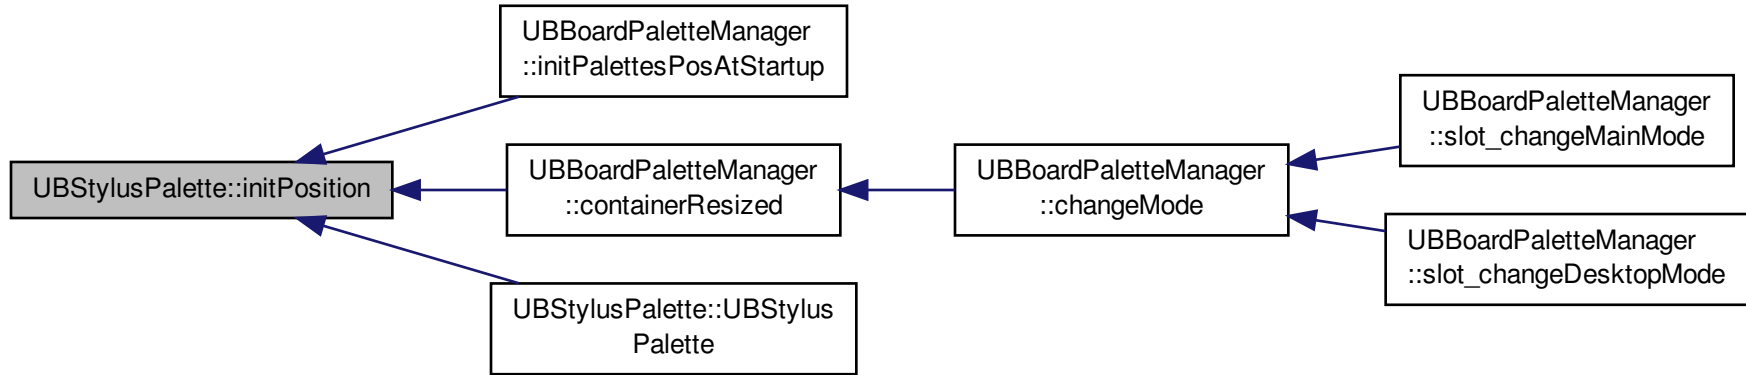 UBStylusPalette::initPosition
UBBoardPaletteManager
::initPalettesPosAtStartup
UBBoardPaletteManager
::containerResized
UBStylusPalette::UBStylus
Palette
UBBoardPaletteManager
::changeMode
UBBoardPaletteManager
::slot_changeMainMode
UBBoardPaletteManager
::slot_changeDesktopMode